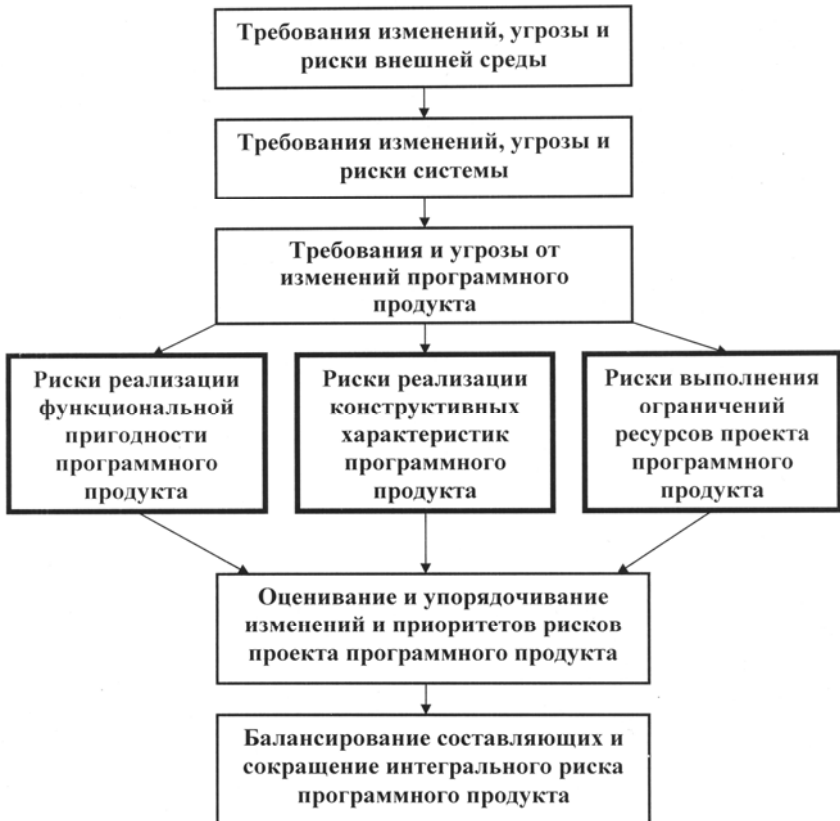 Требования изменений, угрозы и
риски внешней среды
Требования изменений, угрозы и
риски системы
Требования и угрозы от
изменений программного
продукта
Риски реализации
функциональной
пригодности
программного
продукта
Риски реализации
конструктивных
характеристик
программного
продукта
Риски выполнения
ограничений
ресурсов проекта
программного
продукта
Оценивание и упорядочивание
изменений и приоритетов рисков
проекта программного продукта
Балансирование составляющих и
сокращение интегрального риска
программного продукта